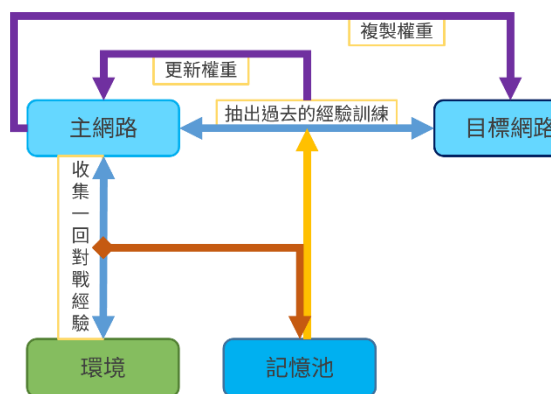 複製權重
更新權重
抽出過去的經驗訓練
主網路
目標網路
收集一回對戰經驗
環境
記憶池